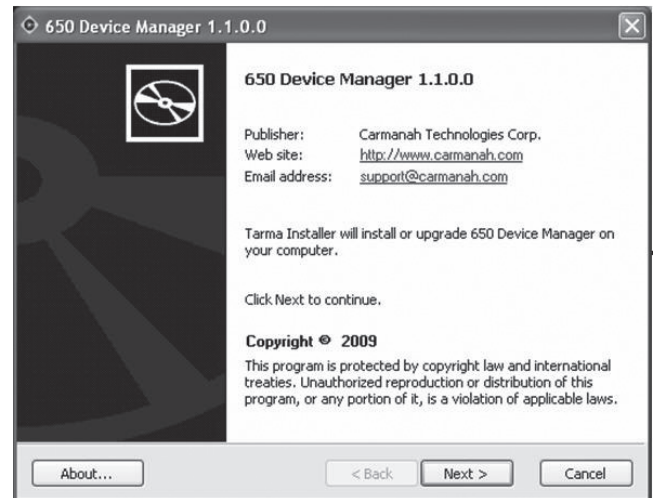 650 Device Manager 1.1.0.0
650 Device Manager 1.1.0.0
Publisher: Carmanah Technologies Corp.
Web site: http://www.carmanah.com
Email address: support@carmanah.com
Tarma Installer will install or upgrade 650 Device Manager on
your computer.
Click Next to continue.
Copyright © 2009
This program is protected by copyright law and international
treaties. Unauthorized reproduction or distribution of this
program, or any portion of it, is a violation of applicable laws.
About... < Back Next > Cancel